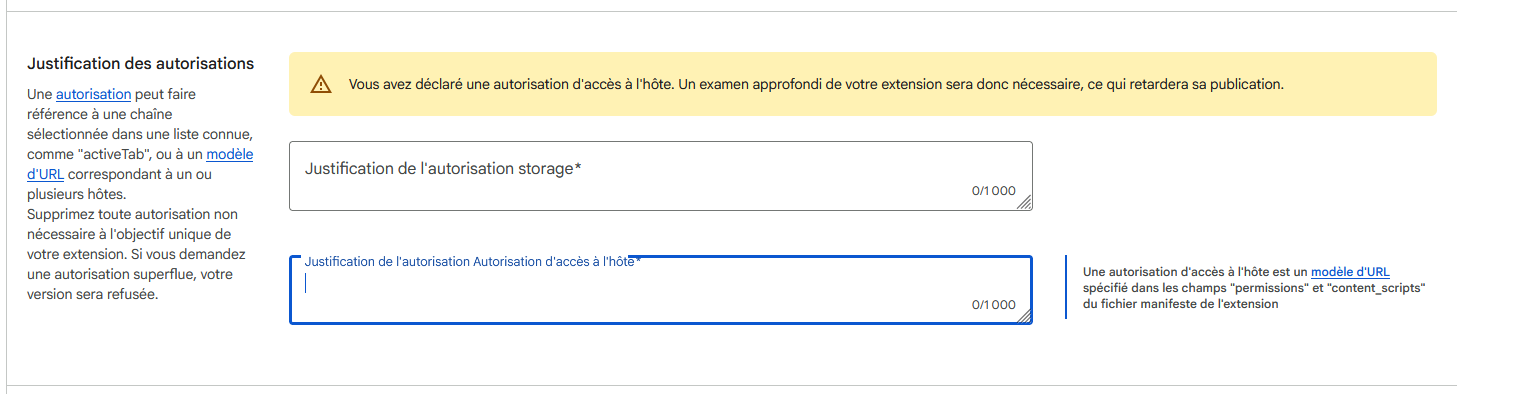 Justification des autorisations
Une autorisation peut faire
référence à une chaîne
sélectionnée dans une liste connue,
comme "activeTab", ou à un modèle
d'URL correspondant à un ou
plusieurs hôtes.
Supprimez toute autorisation non
nécessaire à l'objectif unique de
votre extension. Si vous demandez
une autorisation superflue, votre
version sera refusée.
Vous avez déclaré une autorisation d'accès à l'hôte. Un examen approfondi de votre extension sera donc nécessaire, ce qui retardera sa publication.
Justification de l'autorisation storage*
0/1 000
Justification de l'autorisation Autorisation d'accès à l'hôte*
0/1 000
Une autorisation d'accès à l'hôte est un modèle d'URL
spécifié dans les champs "permissions" et "content_scripts"
du fichier manifeste de l'extension